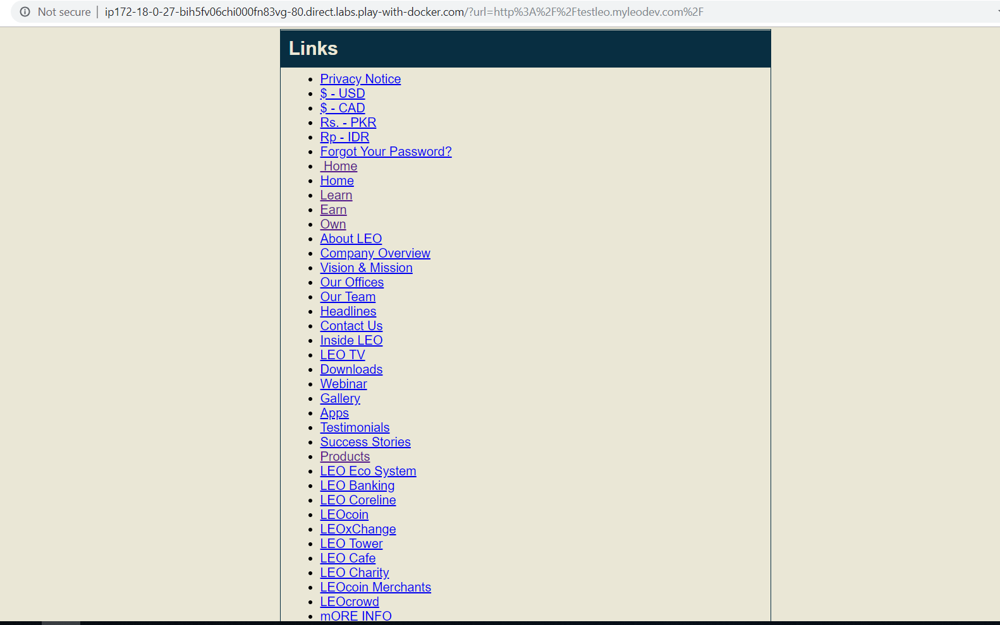 Not secure | ip172-18-0-27-bih5fv06chi000fn83vg-80.direct.labs.play-with-docker.com/?url=http%3A%2F%2Ftestleo.myleodev.com%2F
Links
Privacy Notice
$ - USD
$ - CAD
Rs. - PKR
Rp - IDR
Forgot Your Password?
Home
Home
Learn
Earn
Own
About LEO
Company Overview
Vision & Mission
Our Offices
Our Team
Headlines
Contact Us
Inside LEO
LEO TV
Downloads
Webinar
Gallery
Apps
Testimonials
Success Stories
Products
LEO Eco System
LEO Banking
LEO Coreline
LEOcoin
LEOxChange
LEO Tower
LEO Cafe
LEO Charity
LEOcoin Merchants
LEOcrowd
mORE INFO